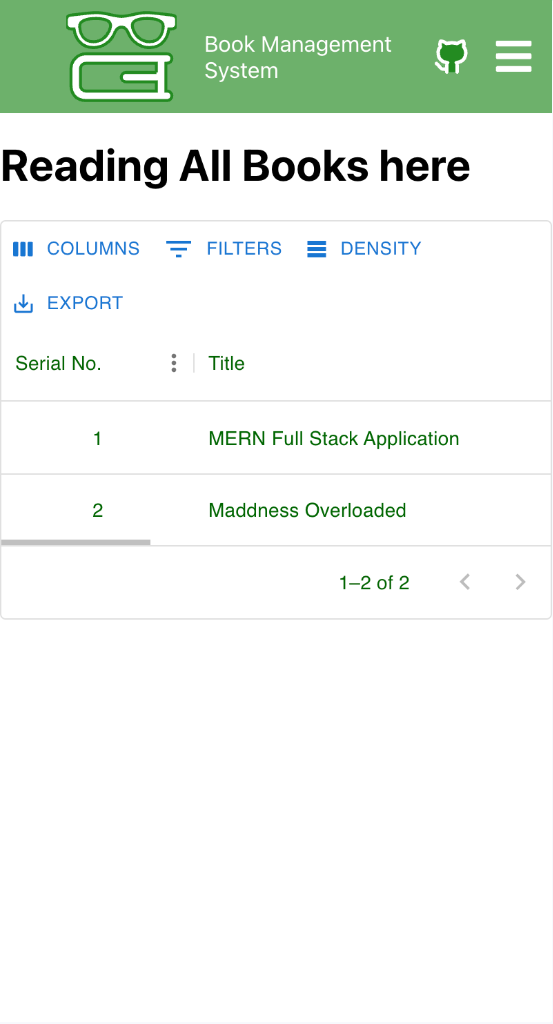 Book Management
System
Reading All Books here
COLUMNS FILTERS DENSITY
EXPORT
Serial No. Title
1 MERN Full Stack Application
2 Maddness Overloaded
1–2 of 2